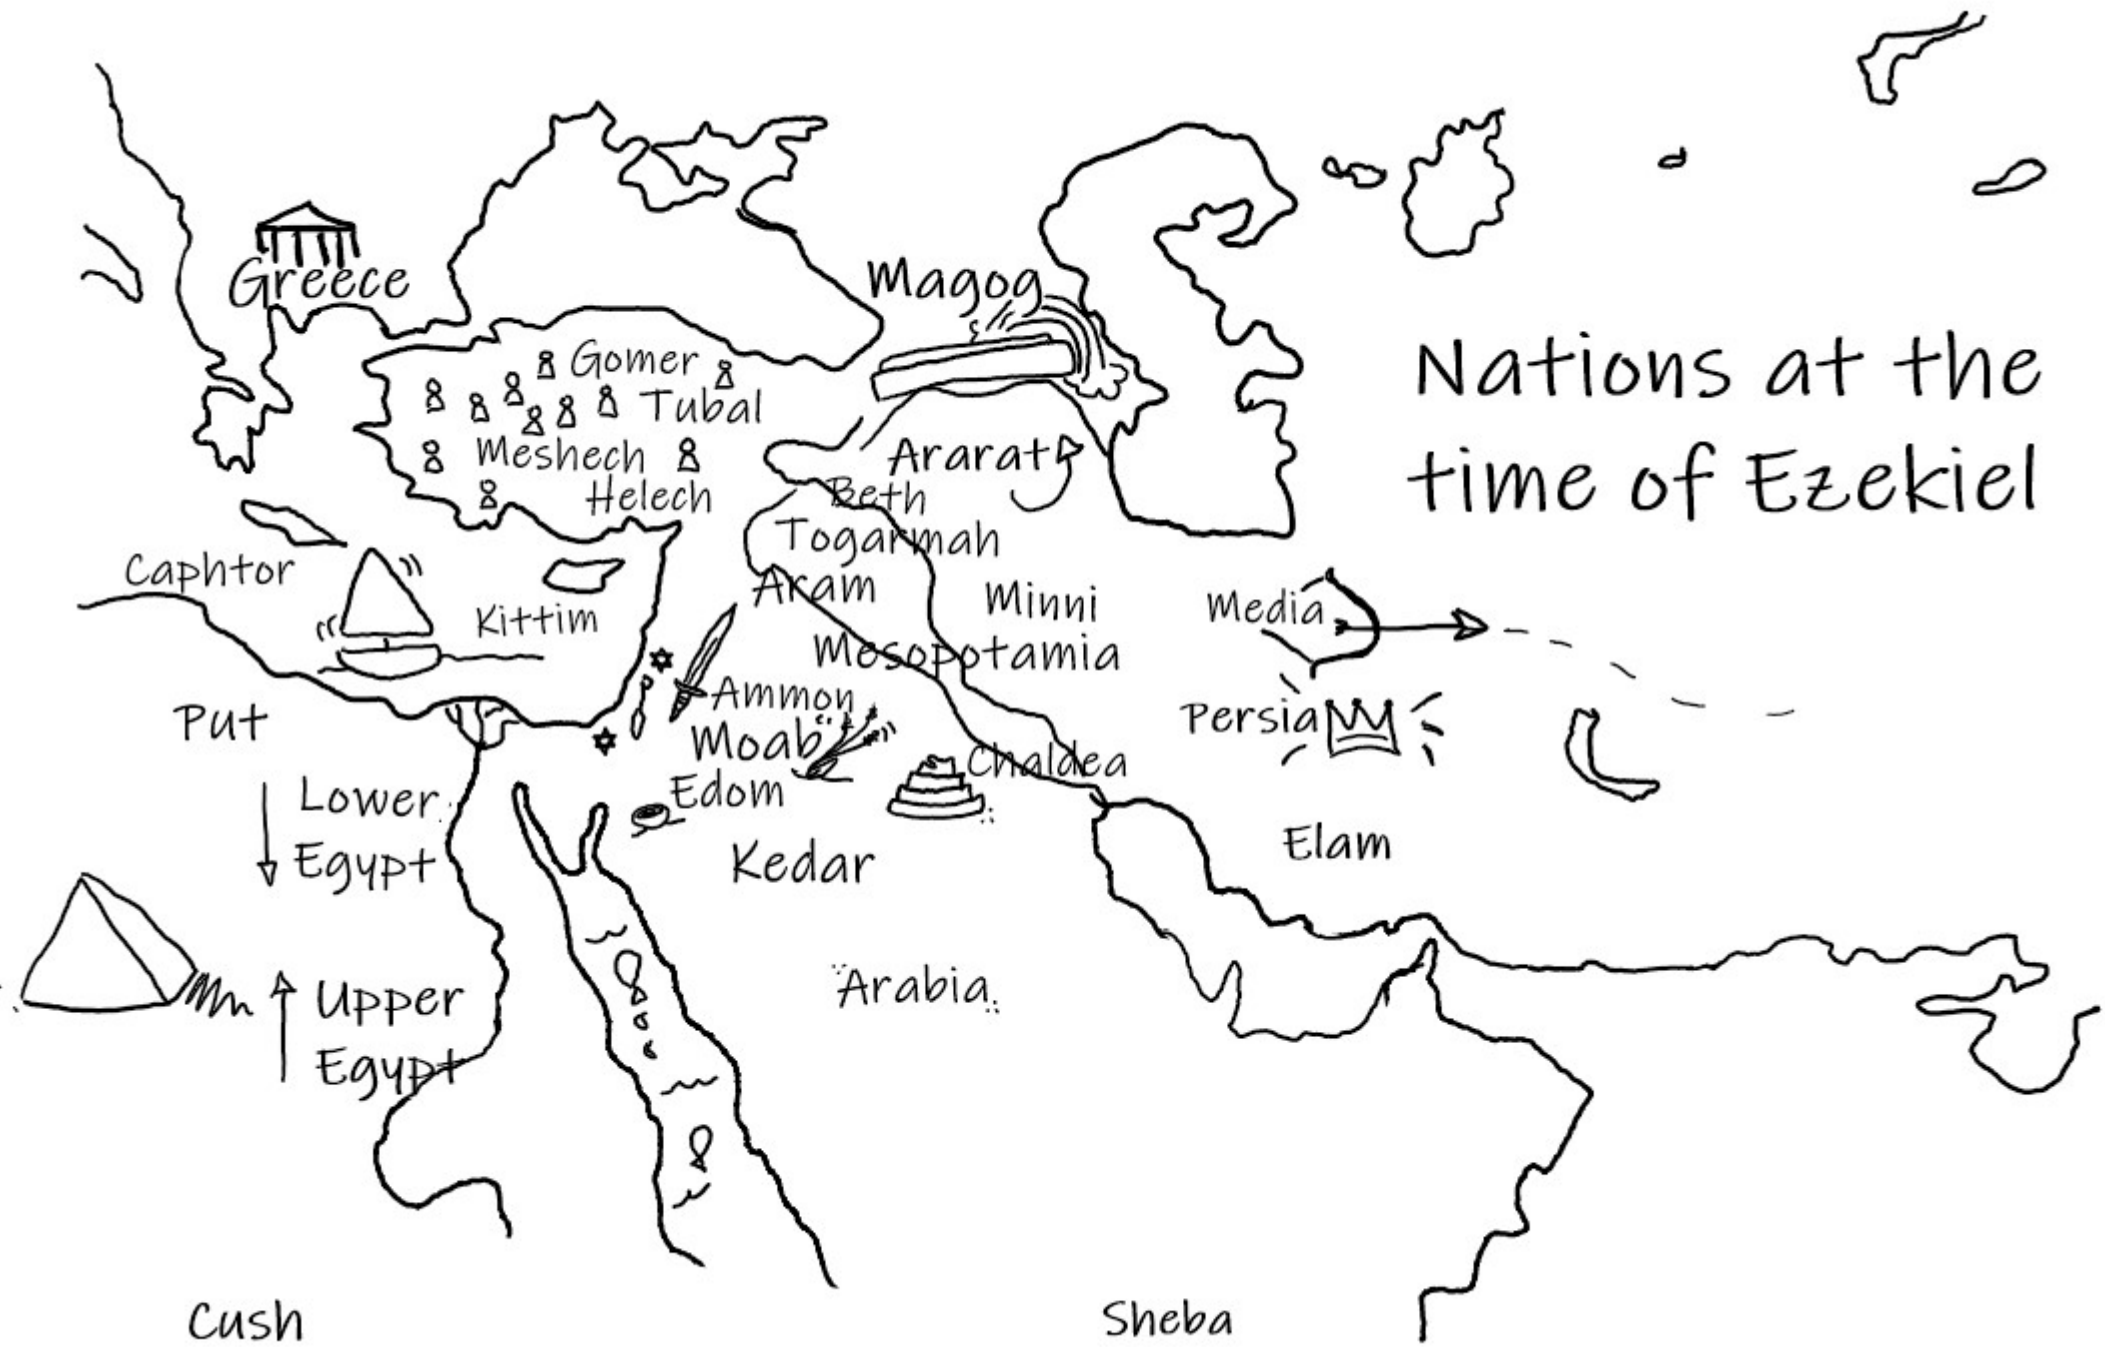 Greece
Magog
Nations at the
time of Ezekiel
Gomer
Tubal
Meshech
Helech
Ararat
Beth
Togarmah
Caphtor
Kittim
Aram
Minni
Media
Mesopotamia
Ammon
Put
Moab
Persia
Chaldea
Edom
Lower
Egypt
Elam
Kedar
Upper
Egypt
Arabia
Cush
Sheba